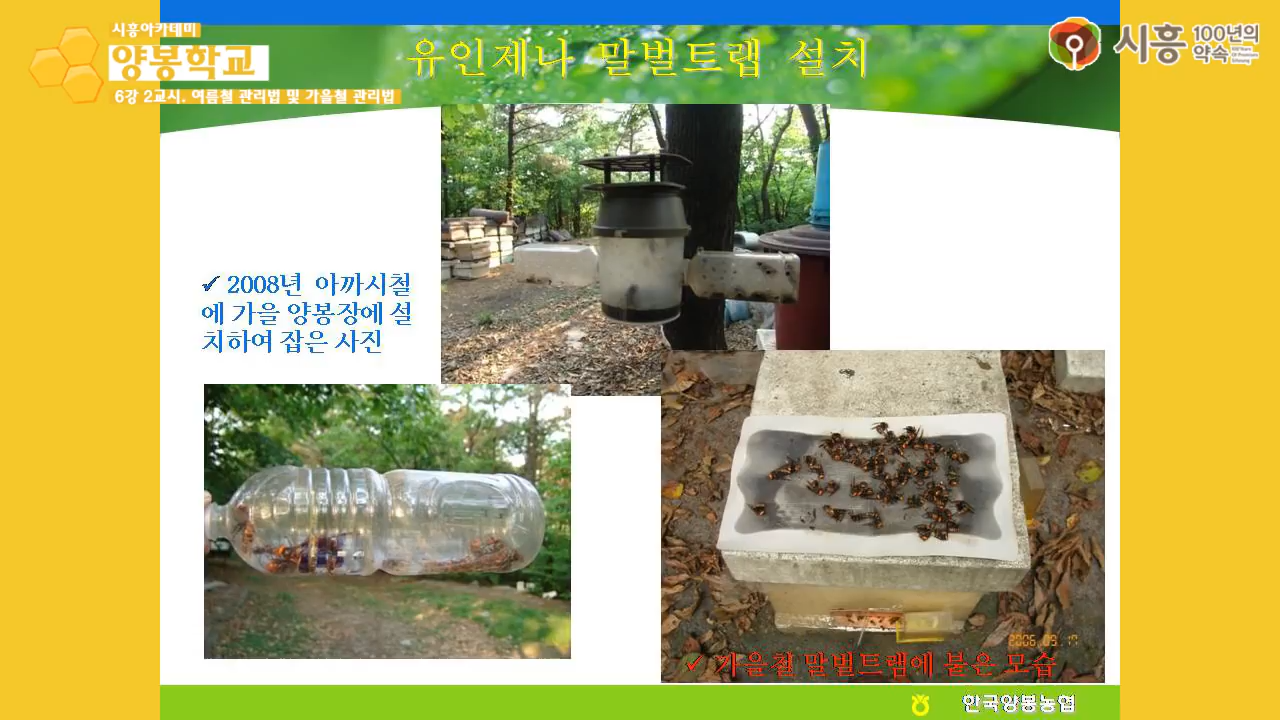 시흥아카데미
양봉학교
6강 2교시. 여름철 관리법 및 가을철 관리법
유인제나 말벌트랩 설치
시흥 100년의
약속
✓ 2008년 아까시철
에 가을 양봉장에 설
치하여 잡은 사진
2006.09.17
✓ 가을철 말벌트램에 붙은 모습
한국양봉농협